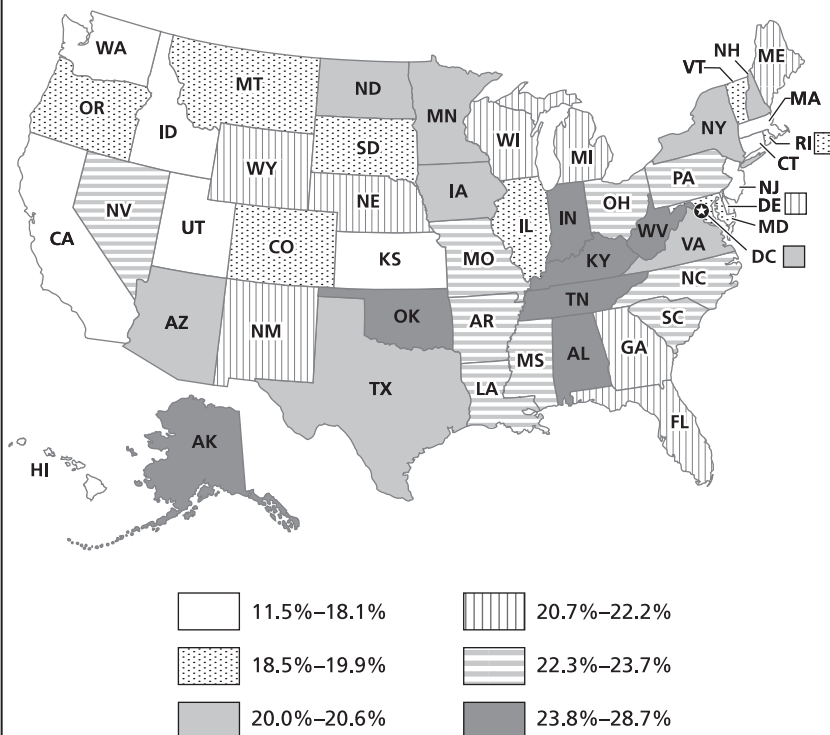 WA
MT
ND
MN
OR
ID
WY
SD
WI
MI
NE
IA
NV
UT
CO
CA
KS
MO
IL
IN
OH
PA
NY
VT
NH
ME
MA
RI
CT
NJ
DE
MD
DC
WV
VA
KY
NC
TN
SC
AZ
NM
OK
AR
MS
AL
GA
TX
LA
FL
AK
HI
11.5%–18.1%
20.7%–22.2%
18.5%–19.9%
22.3%–23.7%
20.0%–20.6%
23.8%–28.7%